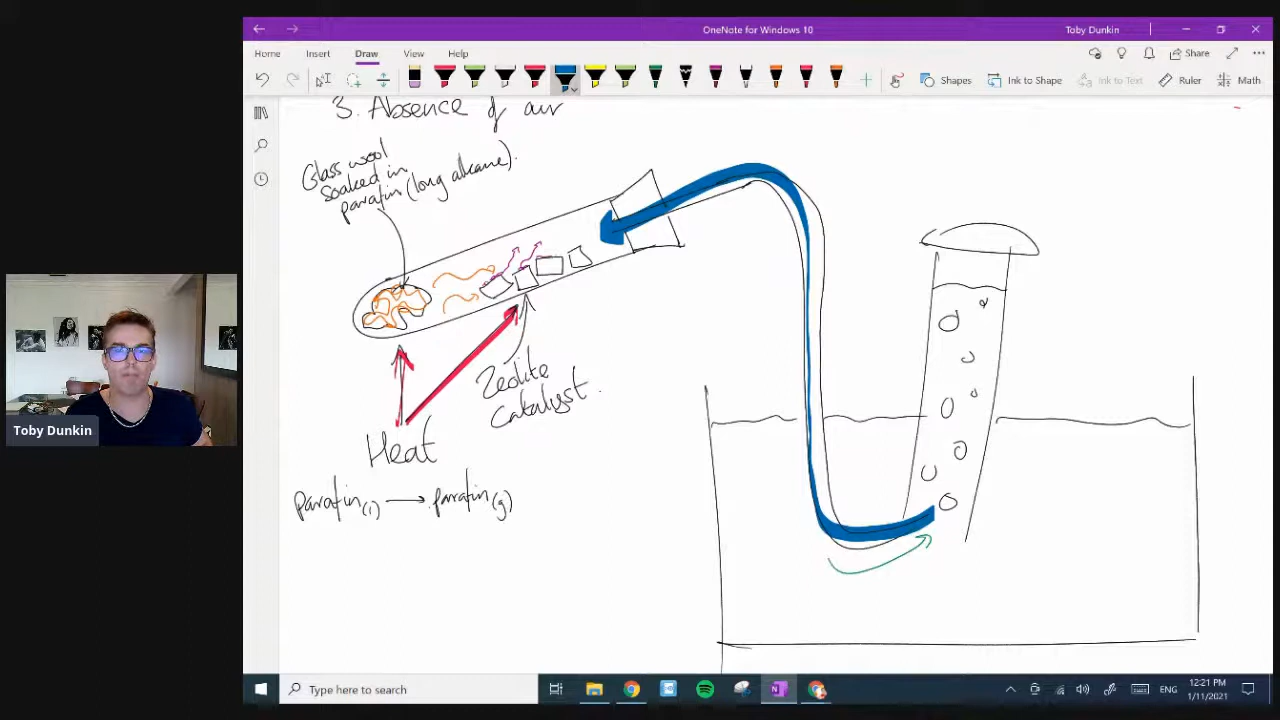 OneNote for Windows 10
Toby Dunkin
Home Insert Draw View Help
Share
Shapes
Ink to Shape
Ink to Text
Ruler
Math
3. Absence of air
Glass wool
soaked in
parafin (long alkane).
Zeolite
Catalyst.
Heat
parafin(l) → parafin(g)
Toby Dunkin
Type here to search
ENG
12:21 PM
1/11/2021